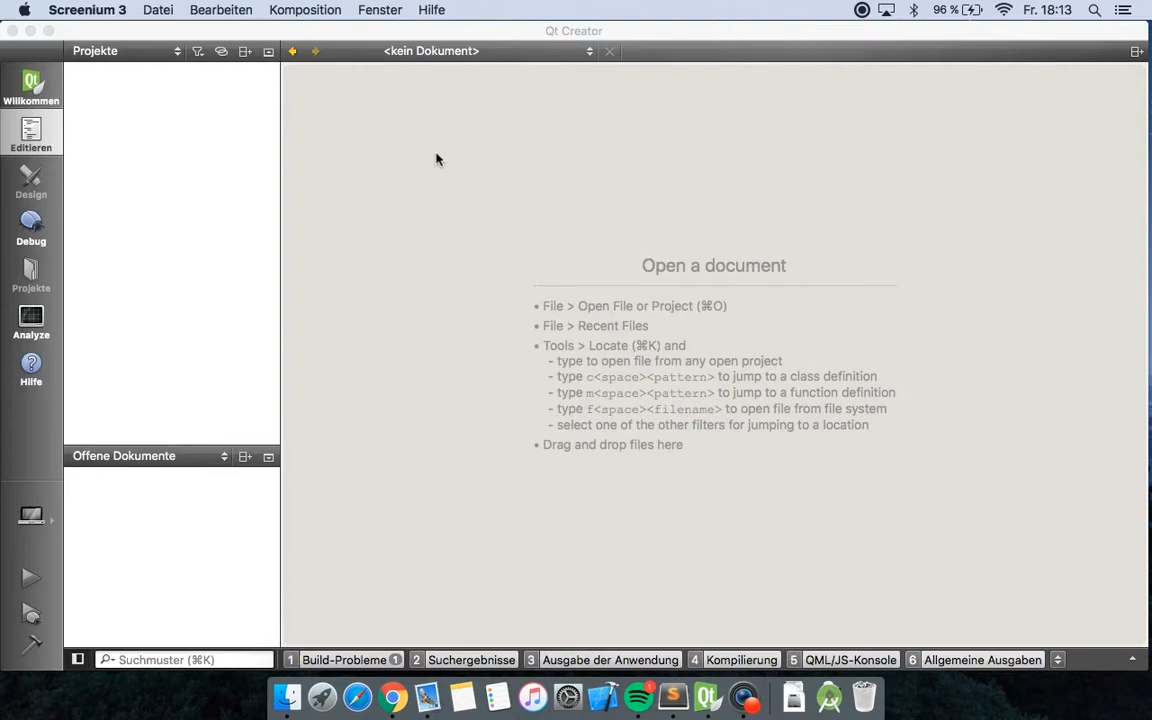 Screenium 3 Datei Bearbeiten Komposition Fenster Hilfe 96 % Fr. 18:13
Qt Creator
Projekte <kein Dokument>
Willkommen
Editieren
Design
Debug
Projekte
Analyze
Hilfe
Open a document
• File > Open File or Project (⌘O)
• File > Recent Files
• Tools > Locate (⌘K) and
- type to open file from any open project
- type c<space><pattern> to jump to a class definition
- type m<space><pattern> to jump to a function definition
- type f<space><filename> to open file from file system
- select one of the other filters for jumping to a location
• Drag and drop files here
Offene Dokumente
Suchmuster (⌘K) 1 Build-Probleme 1 2 Suchergebnisse 3 Ausgabe der Anwendung 4 Kompilierung 5 QML/JS-Konsole 6 Allgemeine Ausgaben